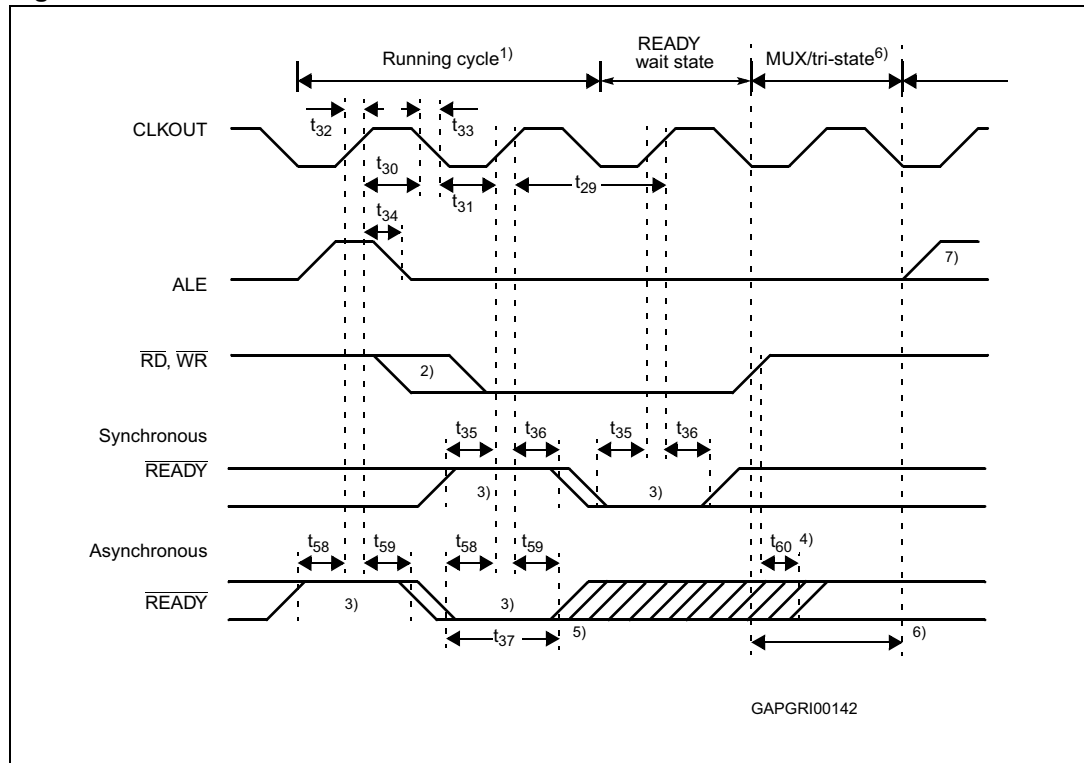 Running cycle1)
READY
wait state
MUX/tri-state6)
CLKOUT
t32
t33
t30
t31
t29
t34
ALE
7)
RD, WR
2)
Synchronous
READY
t35
t36
t35
t36
3)
3)
Asynchronous
READY
t58
t59
t58
t59
t60 4)
3)
3)
t37
5)
6)
GAPGRI00142